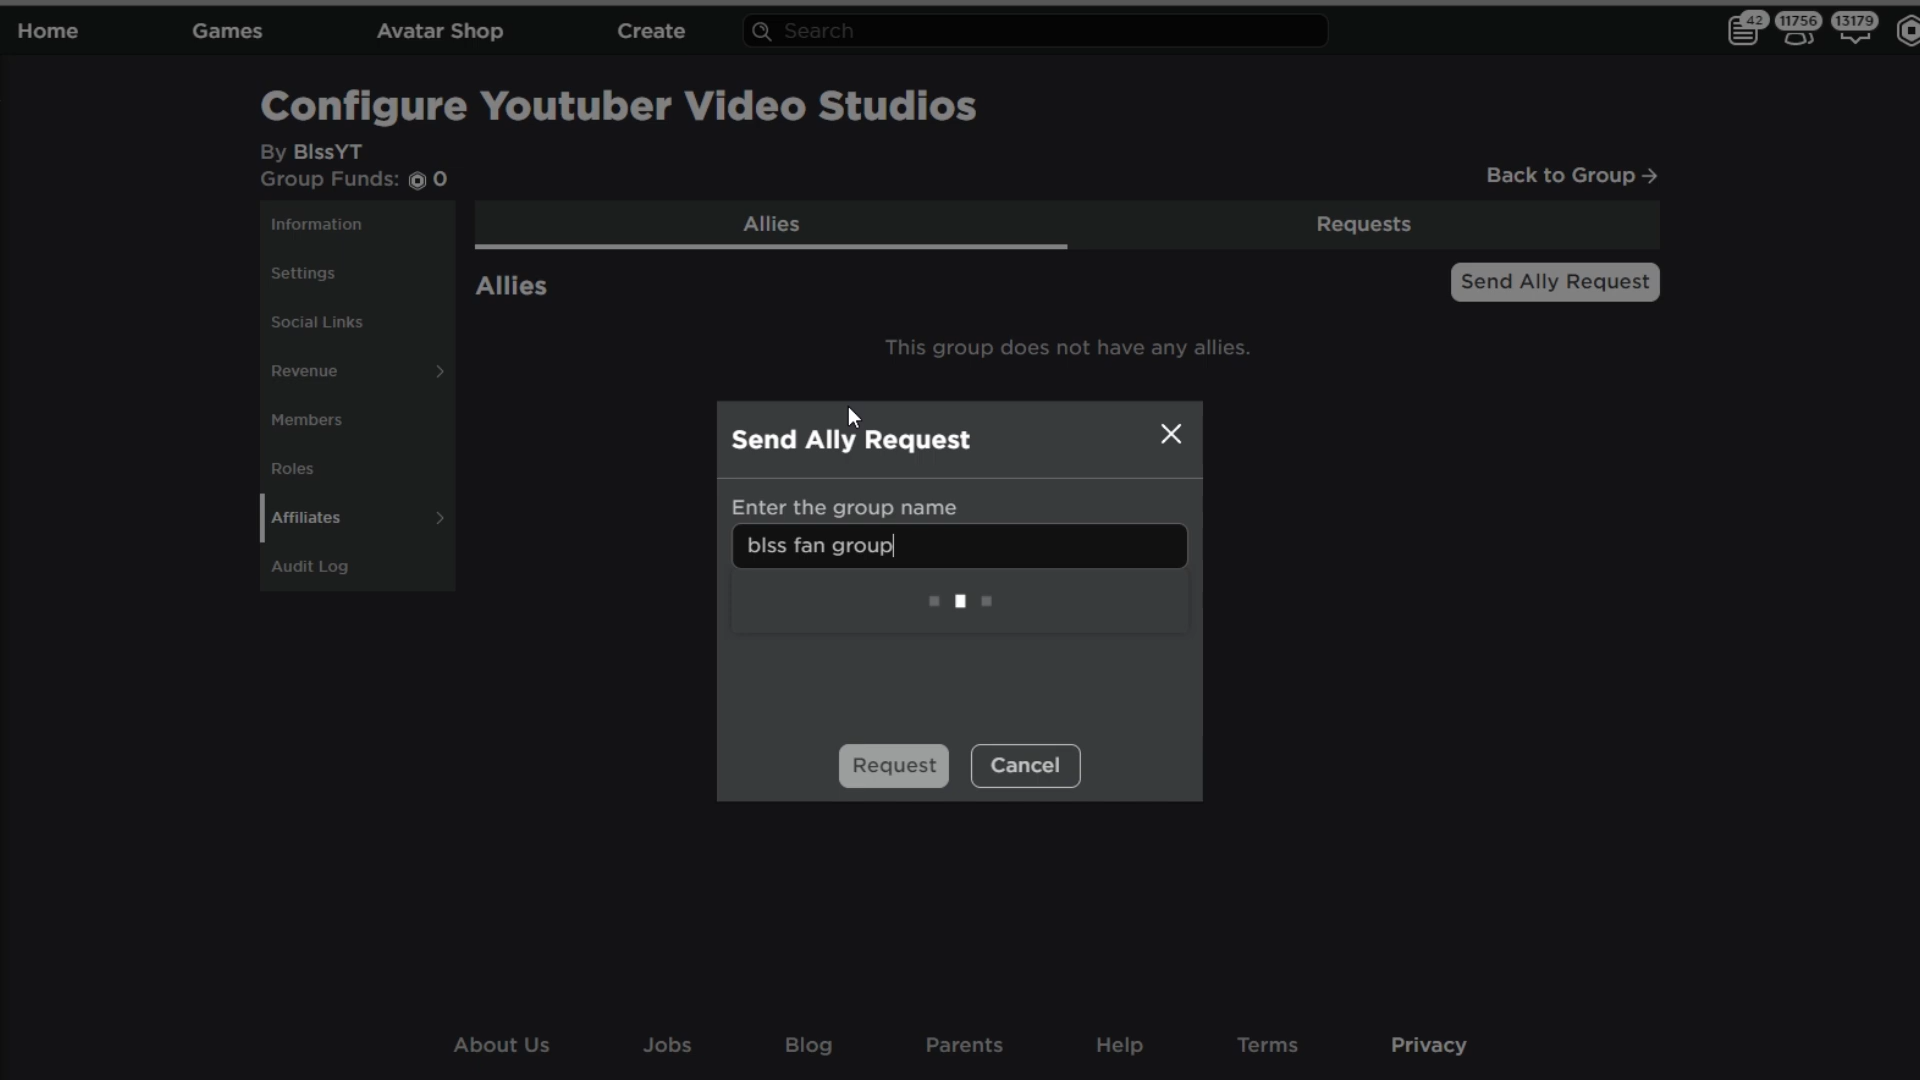 Home Games Avatar Shop Create Search 42 11756 13179
Configure Youtuber Video Studios
By BlssYT
Group Funds: 0
Back to Group →
Information
Settings
Social Links
Revenue
Members
Roles
Affiliates
Audit Log
Allies Requests
Allies
Send Ally Request
This group does not have any allies.
Send Ally Request
Enter the group name
blss fan group
Request Cancel
About Us Jobs Blog Parents Help Terms Privacy